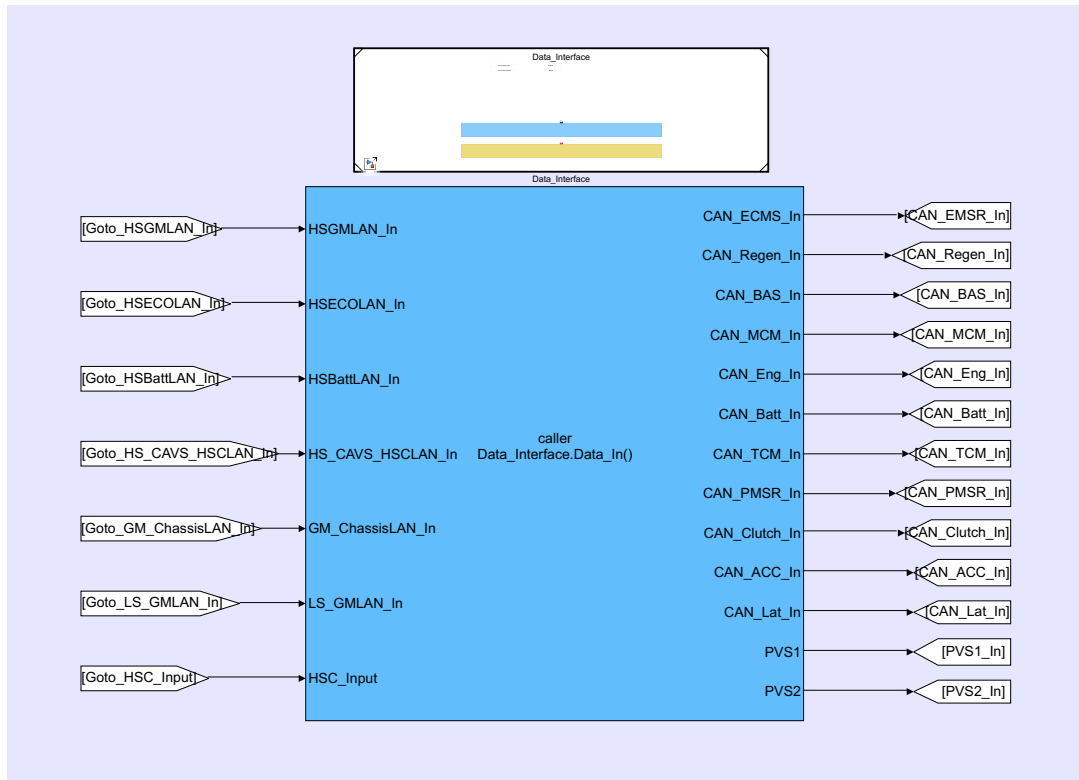 Data_Interface
Data_Interface
[Goto_HSGMLAN_In]
HSGMLAN_In
[Goto_HSECOLAN_In]
HSECOLAN_In
[Goto_HSBattLAN_In]
HSBattLAN_In
[Goto_HS_CAVS_HSCLAN_In]
HS_CAVS_HSCLAN_In
[Goto_GM_ChassisLAN_In]
GM_ChassisLAN_In
[Goto_LS_GMLAN_In]
LS_GMLAN_In
[Goto_HSC_Input]
HSC_Input
caller
Data_Interface.Data_In()
CAN_ECMS_In
[CAN_EMSR_In]
CAN_Regen_In
[CAN_Regen_In]
CAN_BAS_In
[CAN_BAS_In]
CAN_MCM_In
[CAN_MCM_In]
CAN_Eng_In
[CAN_Eng_In]
CAN_Batt_In
[CAN_Batt_In]
CAN_TCM_In
[CAN_TCM_In]
CAN_PMSR_In
[CAN_PMSR_In]
CAN_Clutch_In
[CAN_Clutch_In]
CAN_ACC_In
[CAN_ACC_In]
CAN_Lat_In
[CAN_Lat_In]
PVS1
[PVS1_In]
PVS2
[PVS2_In]